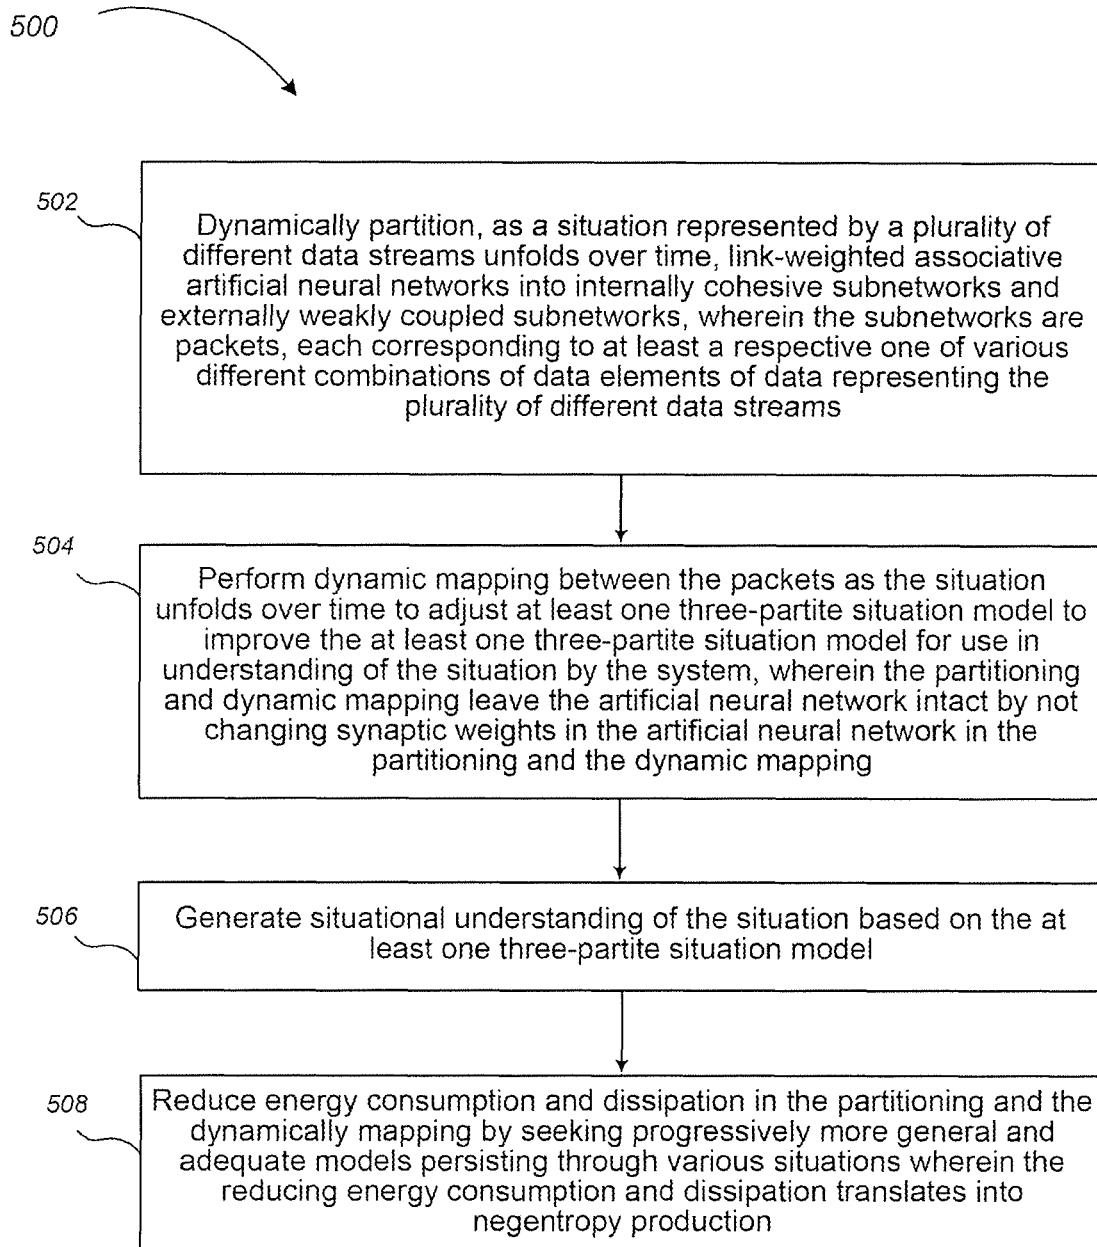 500
502
Dynamically partition, as a situation represented by a plurality of
different data streams unfolds over time, link-weighted associative
artificial neural networks into internally cohesive subnetworks and
externally weakly coupled subnetworks, wherein the subnetworks are
packets, each corresponding to at least a respective one of various
different combinations of data elements of data representing the
plurality of different data streams
504
Perform dynamic mapping between the packets as the situation
unfolds over time to adjust at least one three-partite situation model to
improve the at least one three-partite situation model for use in
understanding of the situation by the system, wherein the partitioning
and dynamic mapping leave the artificial neural network intact by not
changing synaptic weights in the artificial neural network in the
partitioning and the dynamic mapping
506
Generate situational understanding of the situation based on the at
least one three-partite situation model
508
Reduce energy consumption and dissipation in the partitioning and the
dynamically mapping by seeking progressively more general and
adequate models persisting through various situations wherein the
reducing energy consumption and dissipation translates into
negentropy production